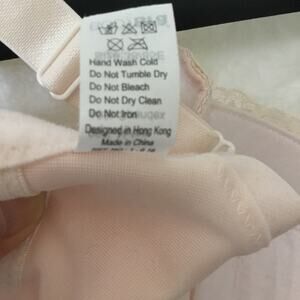 Hand Wash Cold
Do Not Tumble Dry
Do Not Bleach
Do Not Dry Clean
Do Not Iron
Designed in Hong Kong
Made in China